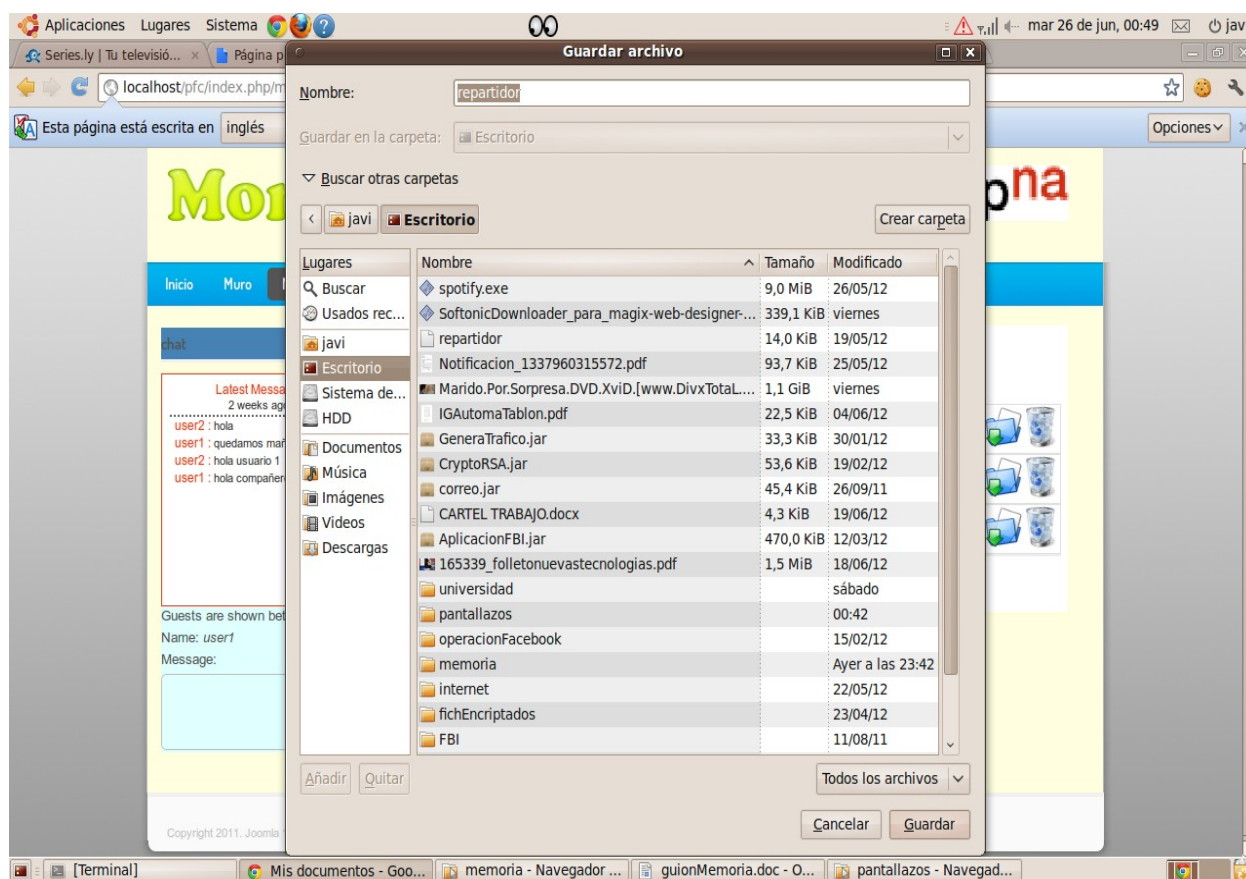 Aplicaciones Lugares Sistema mar 26 de jun, 00:49 jav
Series.ly | Tu televisió... Página p
Guardar archivo
localhost/pfc/index.php/m
Nombre: repartidor
Esta página está escrita en inglés Opciones
Guardar en la carpeta: Escritorio
Buscar otras carpetas
Mor pna
javi Escritorio Crear carpeta
Inicio Muro
Lugares Nombre Tamaño Modificado
Buscar spotify.exe 9,0 MiB 26/05/12
Usados rec... SoftonicDownloader_para_magix-web-designer-... 339,1 KiB viernes
javi repartidor 14,0 KiB 19/05/12
Escritorio Notificacion_1337960315572.pdf 93,7 KiB 25/05/12
Sistema de... Marido.Por.Sorpresa.DVD.XviD.[www.DivxTotaL.... 1,1 GiB viernes
HDD IGAutomaTablon.pdf 22,5 KiB 04/06/12
Documentos GeneraTrafico.jar 33,3 KiB 30/01/12
Música CryptoRSA.jar 53,6 KiB 19/02/12
Imágenes correo.jar 45,4 KiB 26/09/11
Vídeos CARTEL TRABAJO.docx 4,3 KiB 19/06/12
Descargas AplicacionFBI.jar 470,0 KiB 12/03/12
165339_folletonuevastecnologias.pdf 1,5 MiB 18/06/12
universidad sábado
pantallazos 00:42
operacionFacebook 15/02/12
memoria Ayer a las 23:42
internet 22/05/12
fichEncriptados 23/04/12
FBI 11/08/11
chat
Latest Messa
2 weeks ag
user2 : hola
user1 : quedamos mañ
user2 : hola usuario 1
user1 : hola compañer
Guests are shown bet
Name: user1
Message:
Añadir Quitar Todos los archivos
Cancelar Guardar
Copyright 2011. Joomla
[Terminal] Mis documentos - Goo... memoria - Navegador ... guionMemoria.doc - O... pantallazos - Navegad...